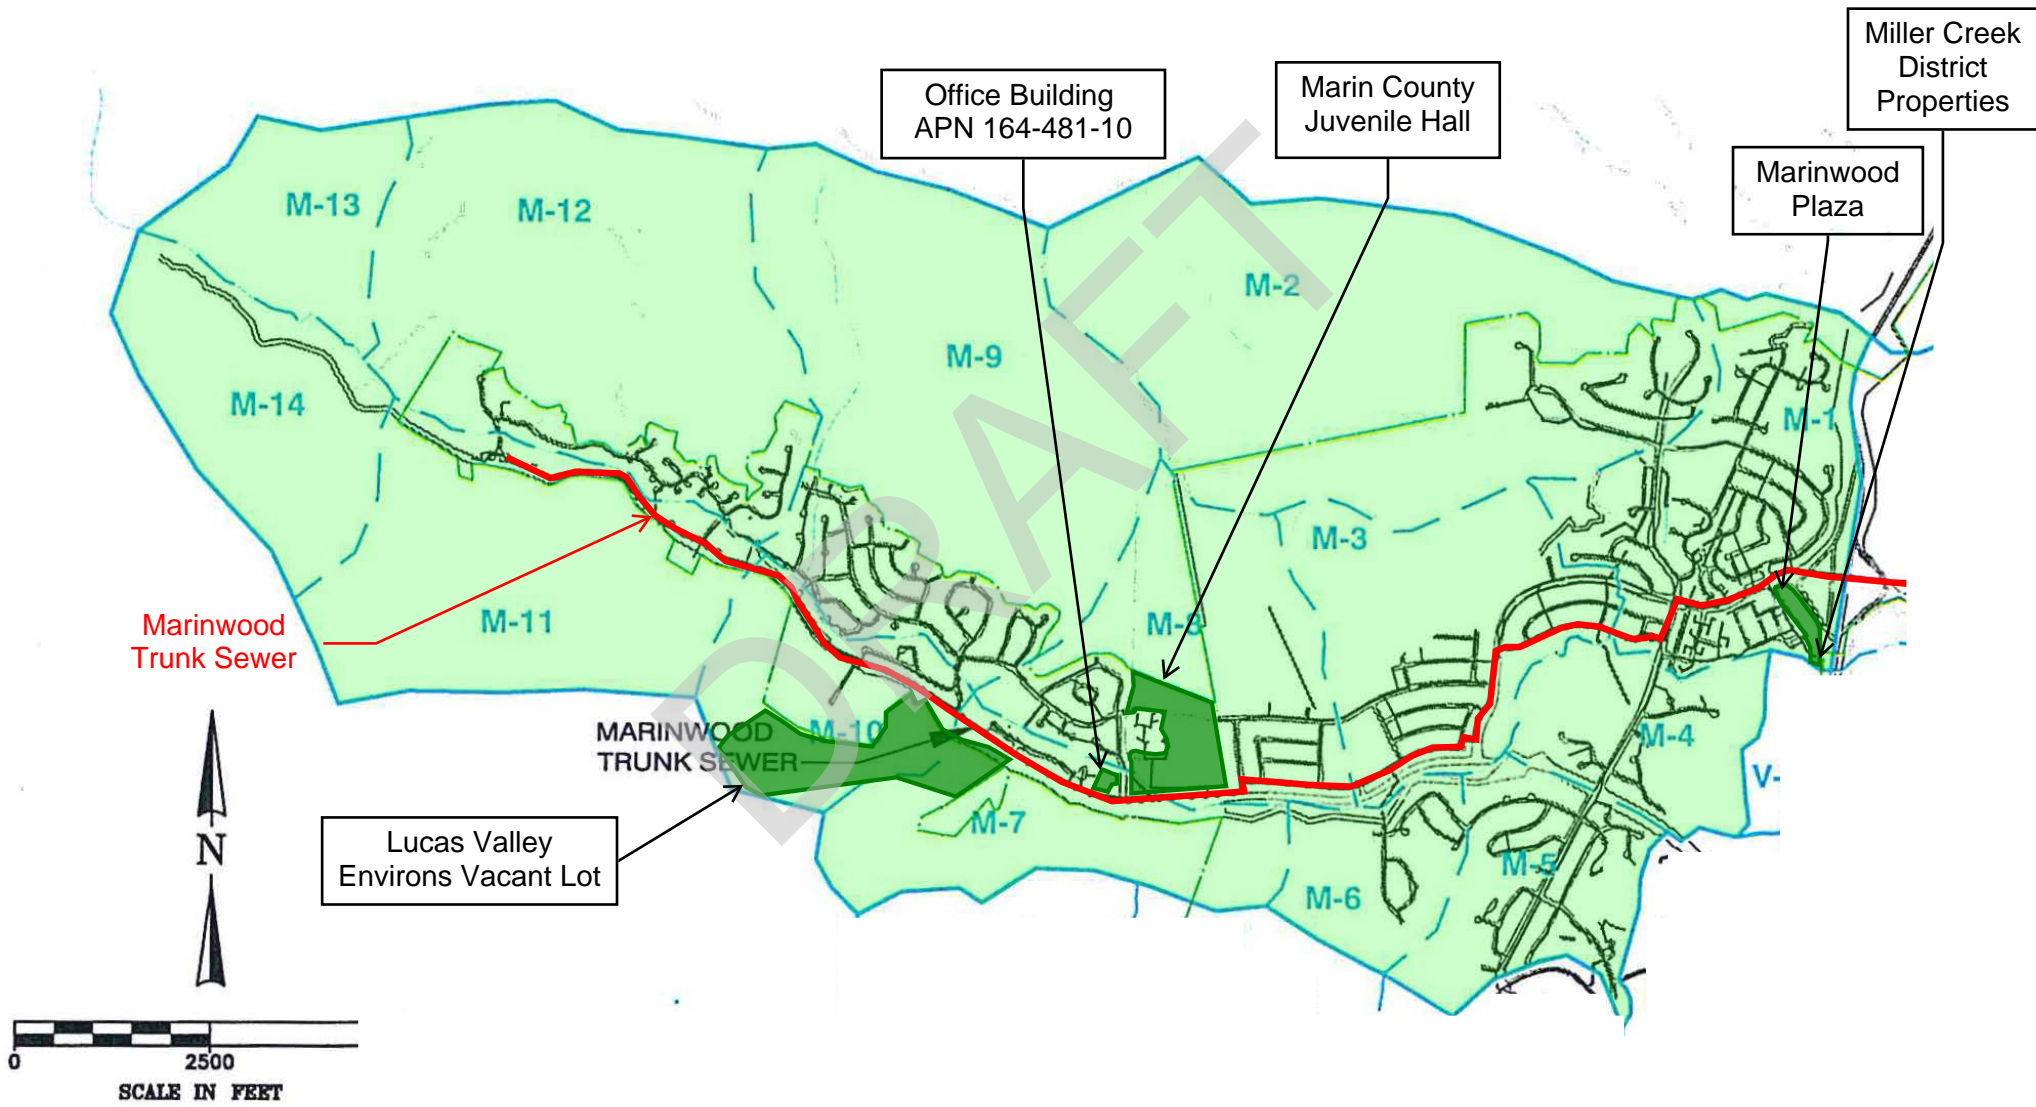 Miller Creek
District
Properties
Office Building
APN 164-481-10
Marin County
Juvenile Hall
Marinwood
Plaza
M-13
M-12
M-2
M-9
M-14
M-1
M-3
M-11
M-8
Marinwood
Trunk Sewer
MARINWOOD
TRUNK SEWER
M-10
M-4
V-
M-7
M-5
M-6
Lucas Valley
Environs Vacant Lot
N
0
2500
SCALE IN FEET
DRAFT